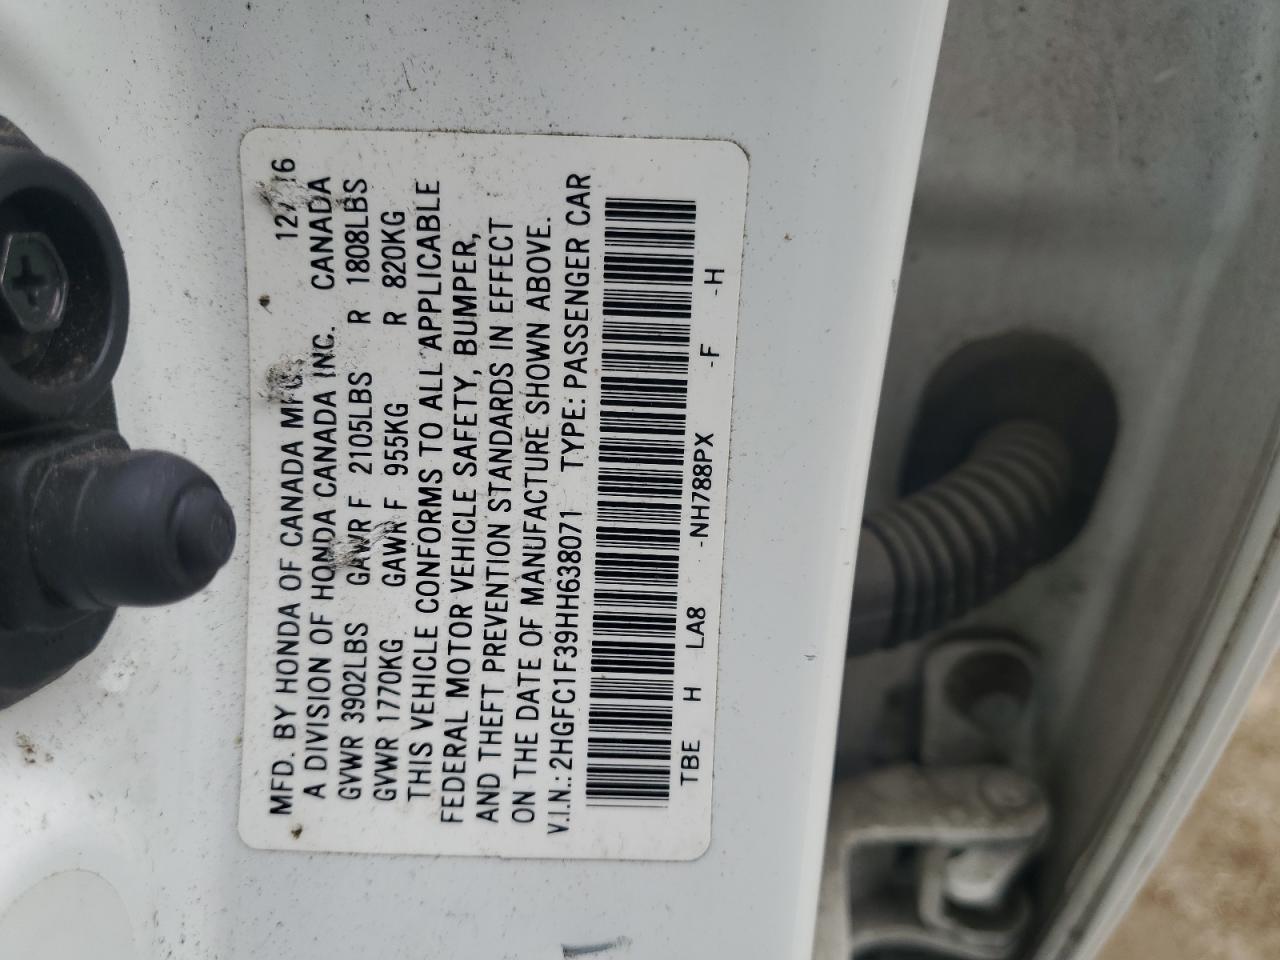 MFD. BY HONDA OF CANADA MFG. 12/16
A DIVISION OF HONDA CANADA INC. CANADA
GVWR 3902LBS GAWR F 2105LBS R 1808LBS
GVWR 1770KG GAWR F 955KG R 820KG
THIS VEHICLE CONFORMS TO ALL APPLICABLE
FEDERAL MOTOR VEHICLE SAFETY, BUMPER,
AND THEFT PREVENTION STANDARDS IN EFFECT
ON THE DATE OF MANUFACTURE SHOWN ABOVE.
V.I.N.: 2HGFC1F39HH638071 TYPE: PASSENGER CAR
TBE H LA8 -NH788PX -F -H